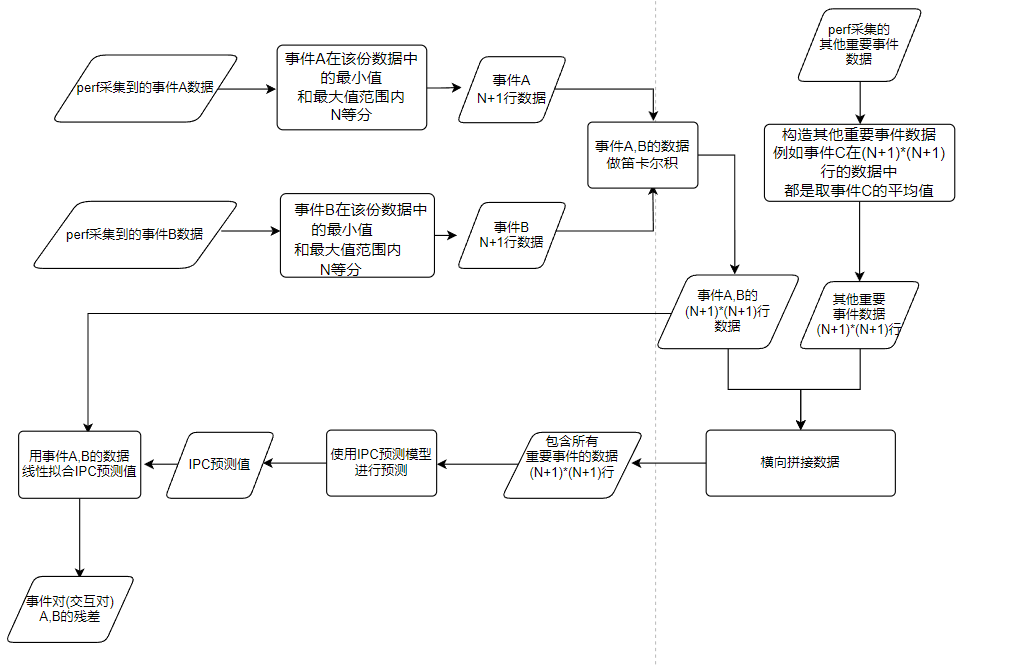 perf采集到的事件A数据
事件A在该份数据中
的最小值
和最大值范围内
N等分
事件A
N+1行数据
perf采集的
其他重要事件
数据
事件A,B的数据
做笛卡尔积
构造其他重要事件数据
例如事件C在(N+1)*(N+1)
行的数据中
都是取事件C的平均值
perf采集到的事件B数据
事件B在该份数据中
的最小值
和最大值范围内
N等分
事件B
N+1行数据
事件A,B的
(N+1)*(N+1)行
数据
其他重要
事件数据
(N+1)*(N+1)行
用事件A,B的数据
线性拟合IPC预测值
IPC预测值
使用IPC预测模型
进行预测
包含所有
重要事件的数据
(N+1)*(N+1)行
横向拼接数据
事件对(交互对)
A,B的残差